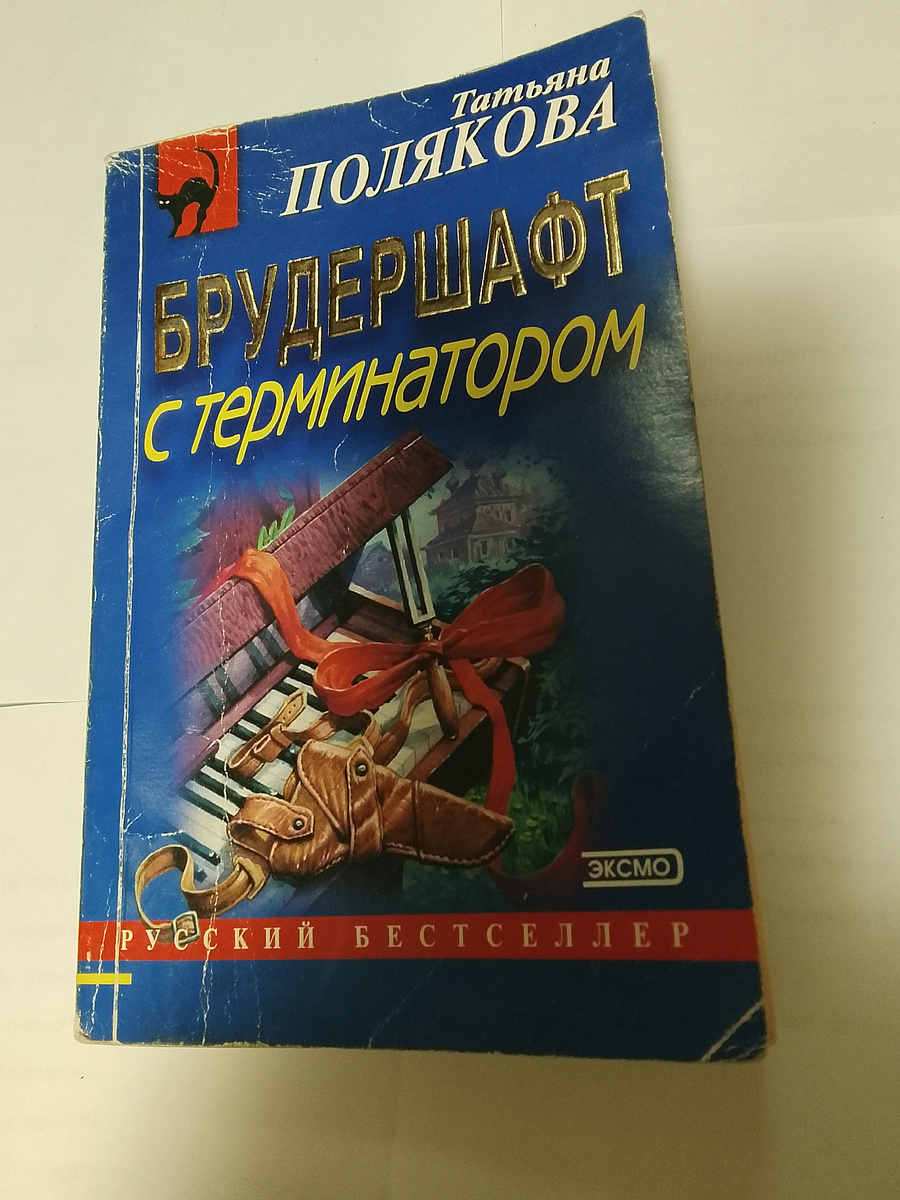 Татьяна
ПОЛЯКОВА
БРУДЕРШАФТ
с терминатором
ЭКСМО
РУССКИЙ БЕСТСЕЛЛЕР